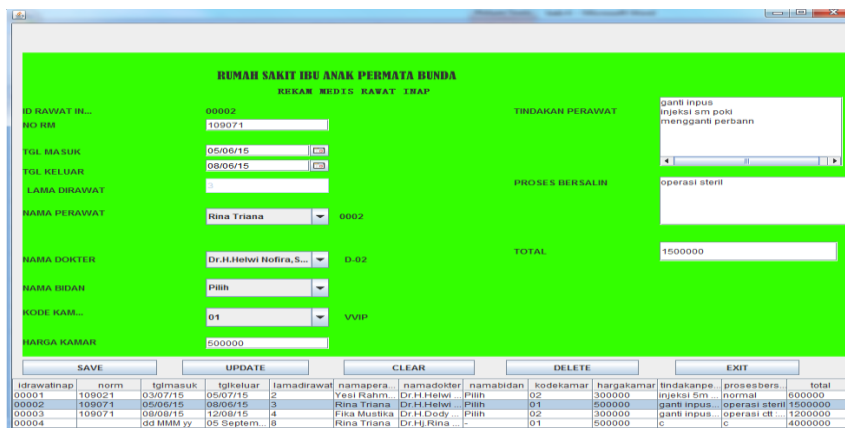 RUMAH SAKIT IBU ANAK PERMATA BUNDA
REKAM MEDIS RAWAT INAP
ID RAWAT IN... 00002
NO RM 109071
TGL MASUK 05/06/15
TGL KELUAR 08/06/15
LAMA DIRAWAT 3
NAMA PERAWAT Rina Triana 0002
NAMA DOKTER Dr.H.Helwi Nofira,S... D-02
NAMA BIDAN Pilih
KODE KAM... 01 VVIP
HARGA KAMAR 500000
TINDAKAN PERAWAT
ganti inpus
injeksi sm poki
mengganti perbann
PROSES BERSALIN operasi steril
TOTAL 1500000
SAVE UPDATE CLEAR DELETE EXIT
idrawatinap norm tglmasuk tglkeluar lamadirawat namapera... namadokter namabidan kodekamar hargakamar tindakanpe... prosesbers... total
00001 109021 03/07/15 05/07/15 2 Yesi Rahm... Dr.H.Helwi ... Pilih 02 300000 injeksi 5m ... normal 600000
00002 109071 05/06/15 08/06/15 3 Rina Triana Dr.H.Helwi ... Pilih 01 500000 ganti inpus... operasi steril 1500000
00003 109071 08/08/15 12/08/15 4 Fika Mustika Dr.H.Dody ... Pilih 02 300000 ganti inpus... operasi ctt ... 1200000
00004 dd MMM yy 05 Septem... 8 Rina Triana Dr.Hj.Rina ... - 01 500000 c c 4000000